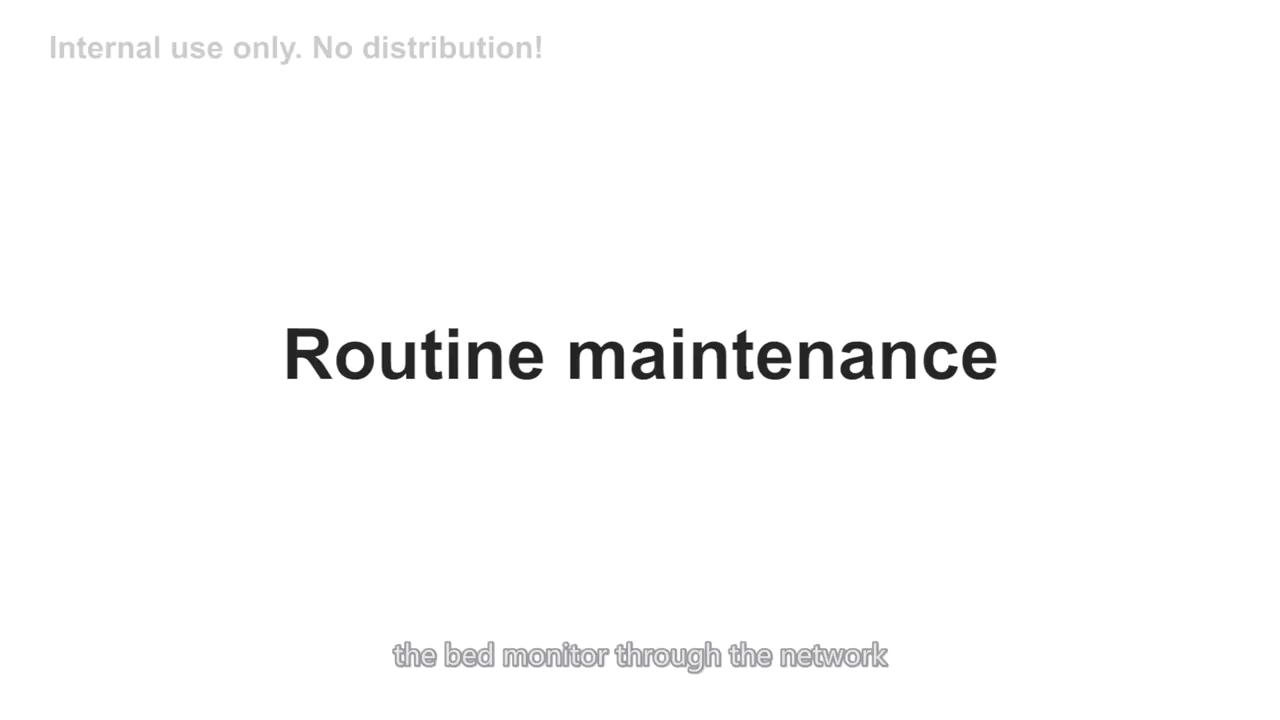 Internal use only. No distribution!
Routine maintenance
the bed monitor through the network